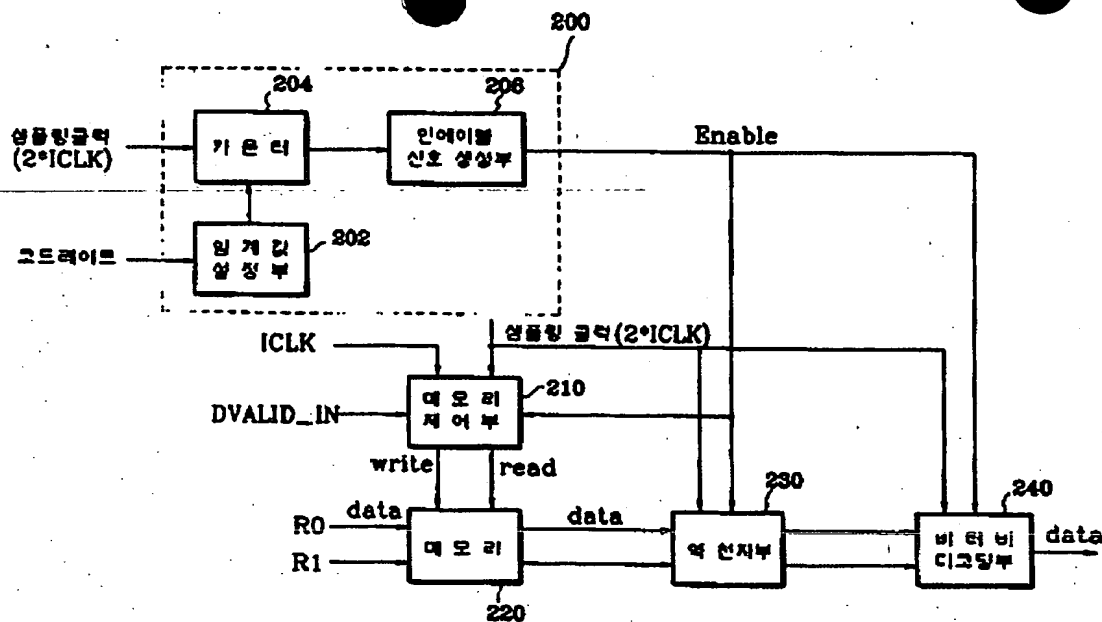 200
204
206
샘플링클럭
(2*ICLK)
카운터
인에이블
신호 생성부
Enable
코드레이트
임계값
설정부
202
ICLK
샘플링 클럭(2*ICLK)
DVALID_IN
메모리
제어부
210
write
read
230
240
R0
data
메모리
data
역 천자부
비터비
디코딩부
data
R1
220